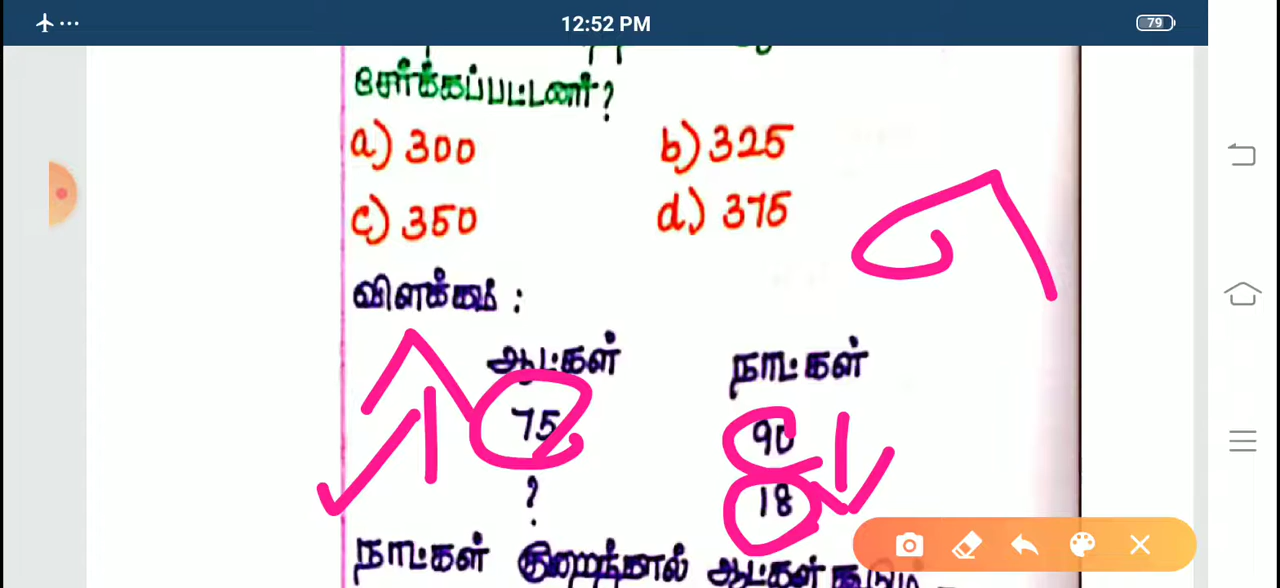 12:52 PM
79
சேர்க்கப்பட்டனர்?
a) 300 b) 325
c) 350 d) 375
விளக்கம் :
ஆட்கள் நாட்கள்
75 90
? 18
நாட்கள் குறைந்தால் ஆட்கள்